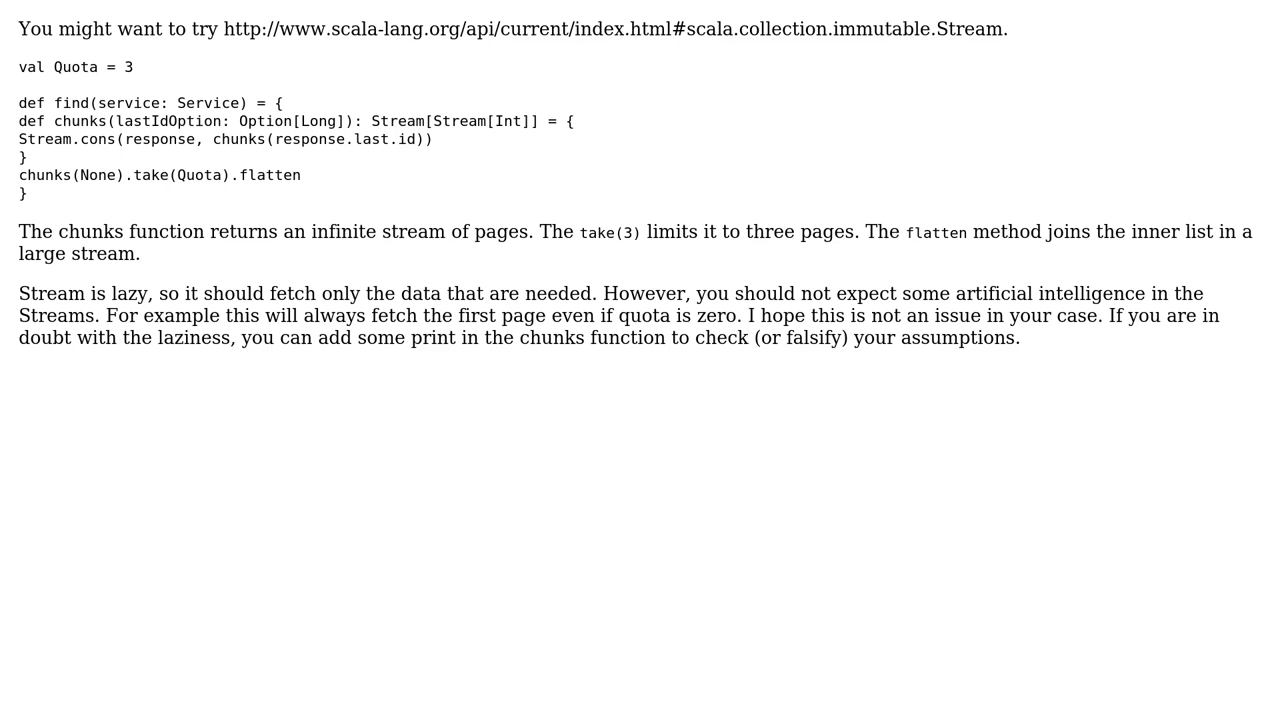 You might want to try http://www.scala-lang.org/api/current/index.html#scala.collection.immutable.Stream.
val Quota = 3
def find(service: Service) = {
def chunks(lastIdOption: Option[Long]): Stream[Stream[Int]] = {
Stream.cons(response, chunks(response.last.id))
}
chunks(None).take(Quota).flatten
}
The chunks function returns an infinite stream of pages. The take(3) limits it to three pages. The flatten method joins the inner list in a
large stream.
Stream is lazy, so it should fetch only the data that are needed. However, you should not expect some artificial intelligence in the
Streams. For example this will always fetch the first page even if quota is zero. I hope this is not an issue in your case. If you are in
doubt with the laziness, you can add some print in the chunks function to check (or falsify) your assumptions.